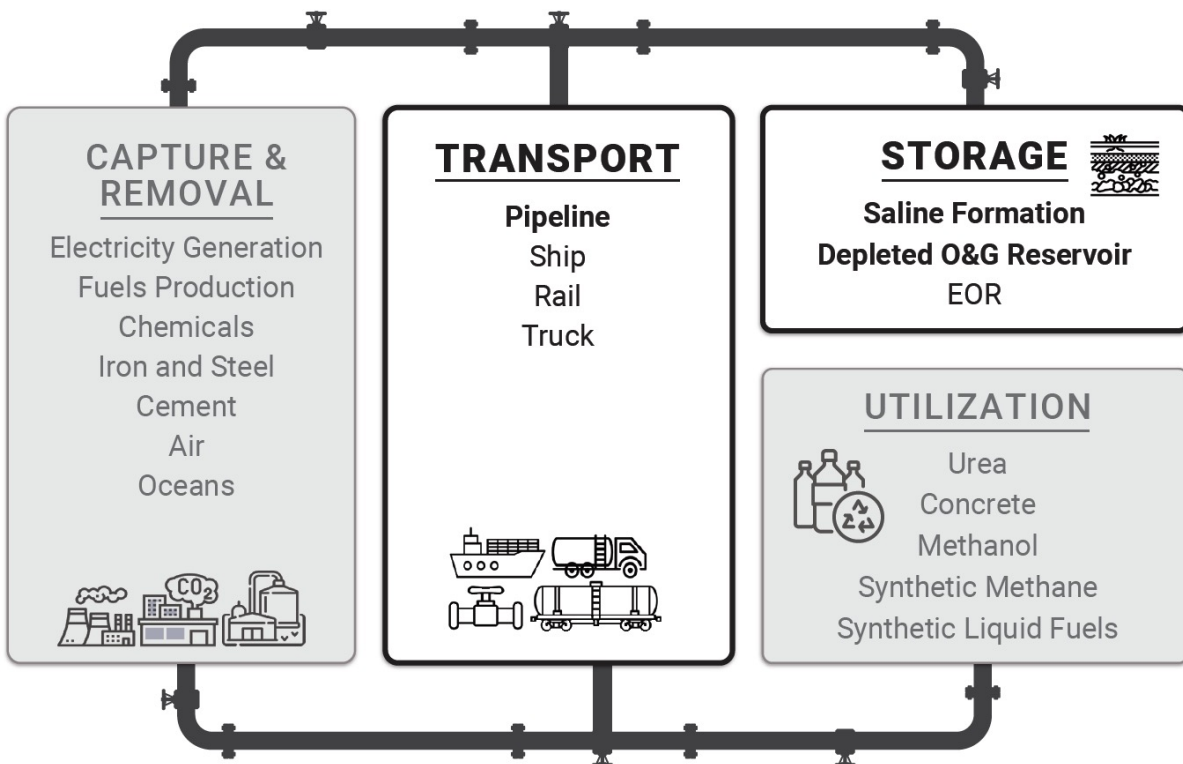 CAPTURE &
REMOVAL
Electricity Generation
Fuels Production
Chemicals
Iron and Steel
Cement
Air
Oceans
CO2
TRANSPORT
Pipeline
Ship
Rail
Truck
STORAGE
Saline Formation
Depleted O&G Reservoir
EOR
UTILIZATION
Urea
Concrete
Methanol
Synthetic Methane
Synthetic Liquid Fuels